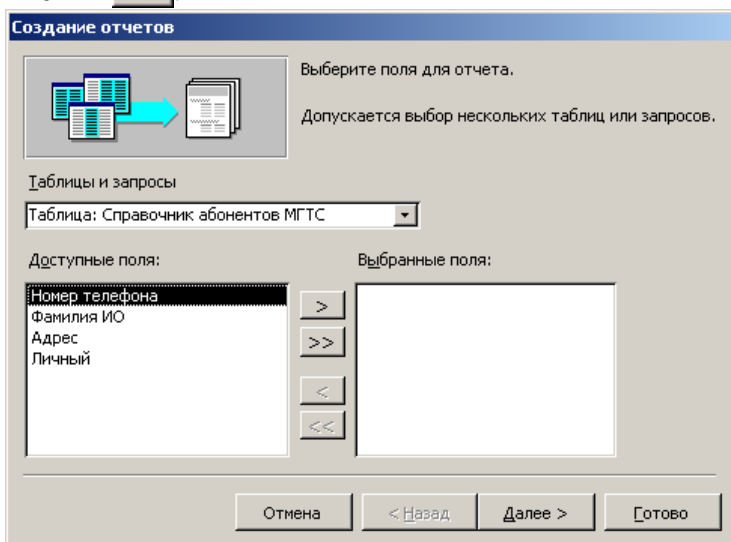 Создание отчетов
Выберите поля для отчета.
Допускается выбор нескольких таблиц или запросов.
Таблицы и запросы
Таблица: Справочник абонентов МГТС
Доступные поля:
Выбранные поля:
Номер телефона
Фамилия ИО
Адрес
Личный
>
>>
<
<<
Отмена
< Назад
Далее >
Готово